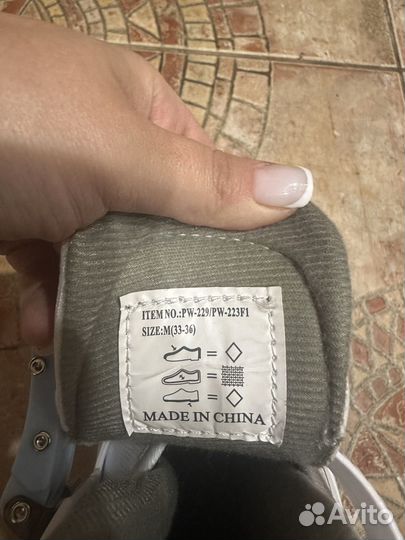 ITEM NO.:PW-229/PW-223F1
SIZE:M(33-36)
=
=
=
MADE IN CHINA
Avito